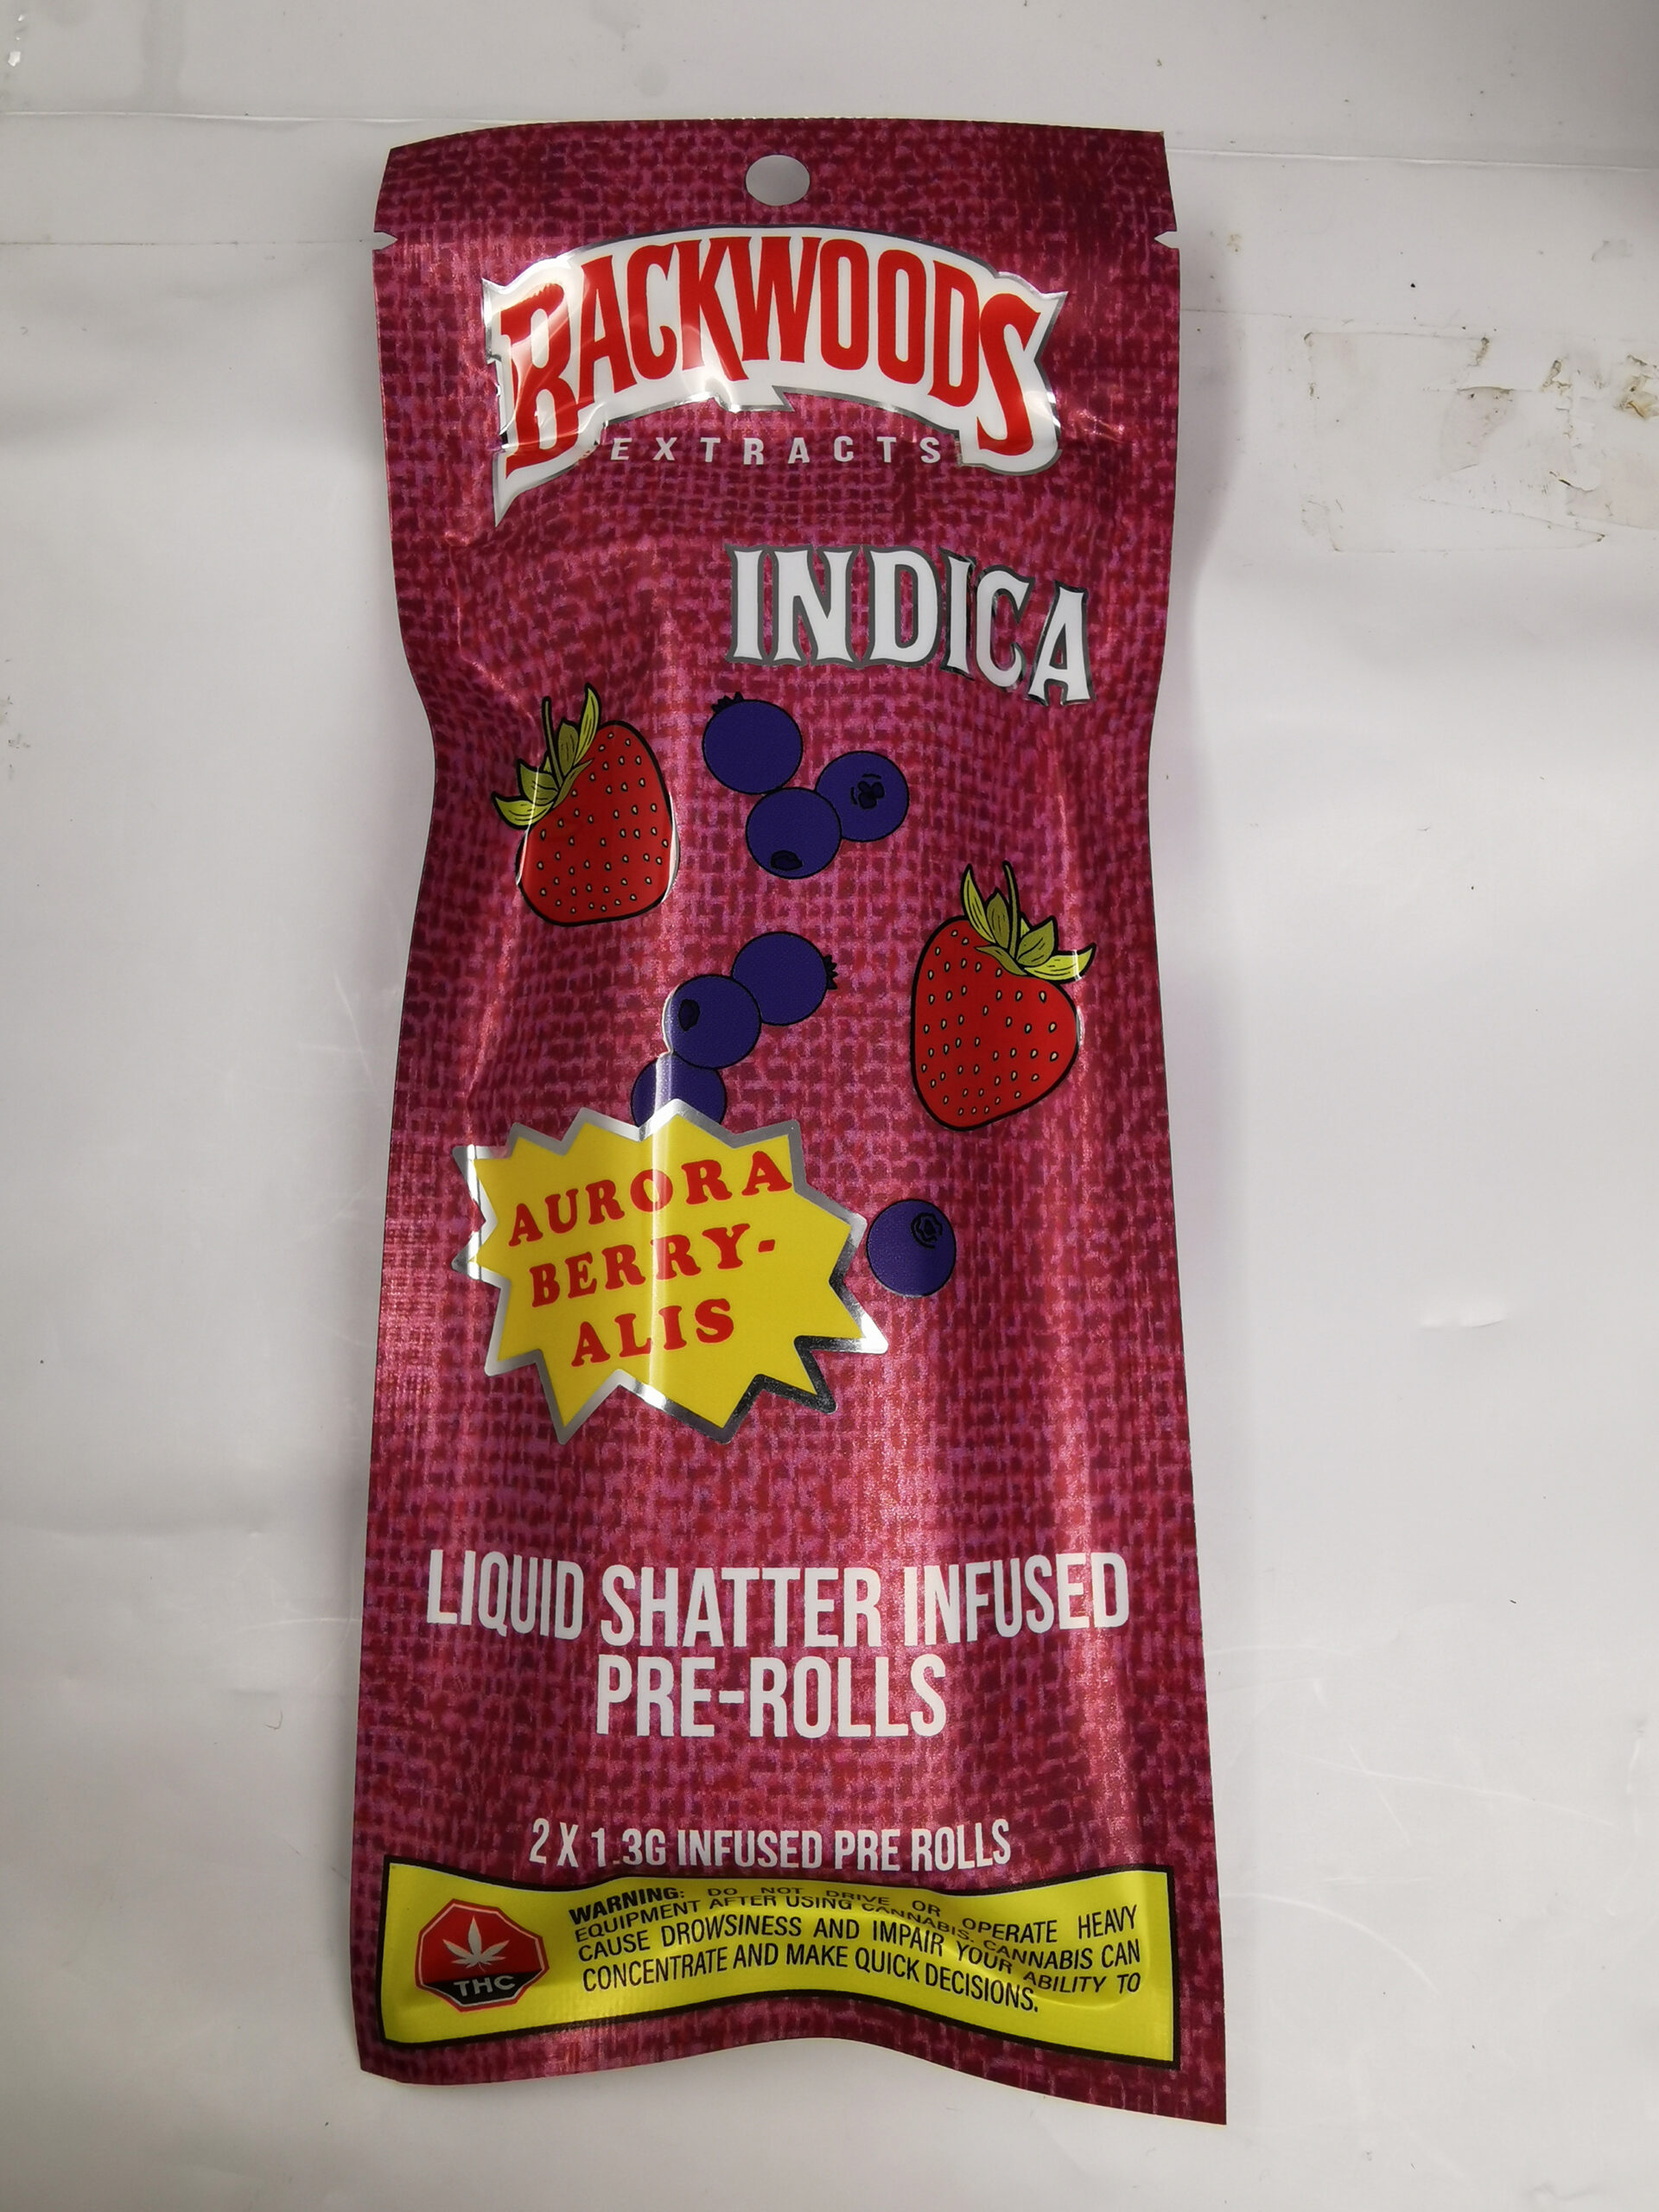 BACKWOODS
EXTRACTS
INDICA
AURORA
BERRY-
ALIS
LIQUID SHATTER INFUSED
PRE-ROLLS
2 X 1.3G INFUSED PRE ROLLS
WARNING: DO NOT DRIVE OR OPERATE HEAVY
EQUIPMENT AFTER USING CANNABIS. CANNABIS CAN
CAUSE DROWSINESS AND IMPAIR YOUR ABILITY TO
CONCENTRATE AND MAKE QUICK DECISIONS.
THC